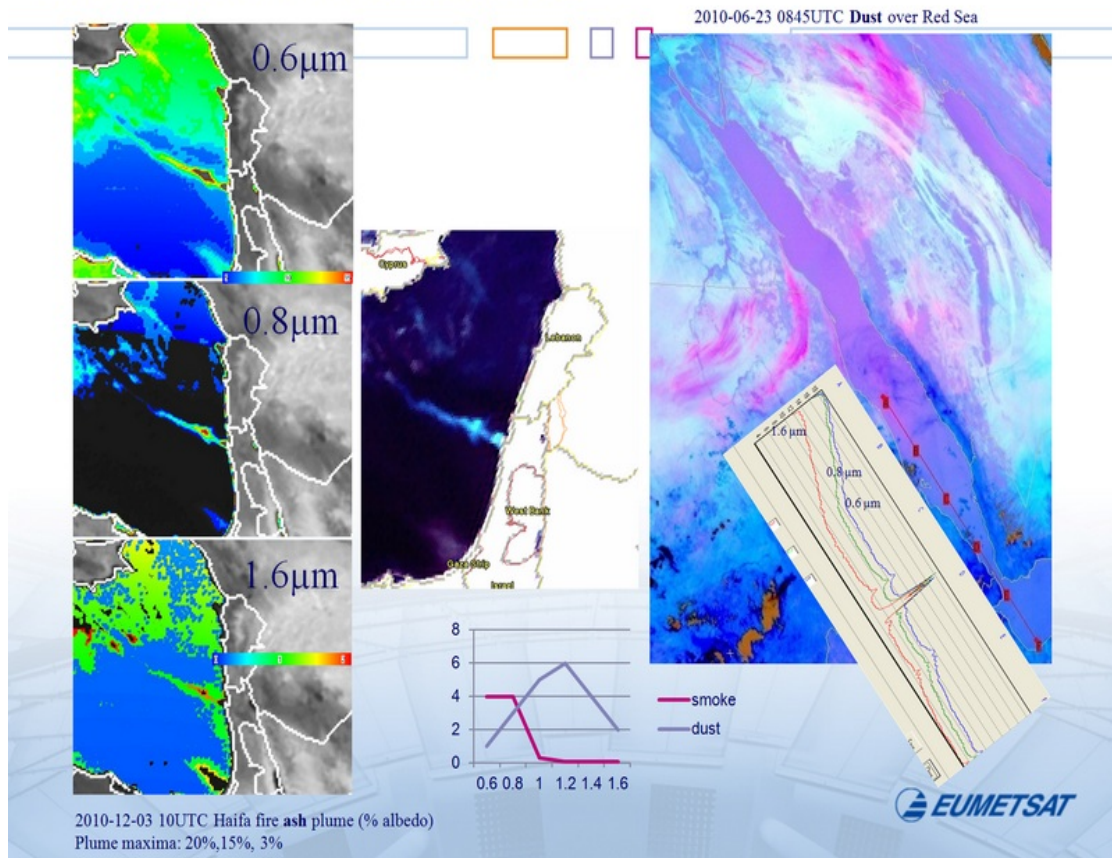 2010-06-23 0845UTC Dust over Red Sea
0.6µm
0.8µm
1.6µm
Cyprus
Lebanon
West Bank
Gaza Strip
Israel
1.6 µm
0.8 µm
0.6 µm
8
6
4
2
0
0.6 0.8 1 1.2 1.4 1.6
smoke
dust
2010-12-03 10UTC Haifa fire ash plume (% albedo)
Plume maxima: 20%,15%, 3%
EUMETSAT